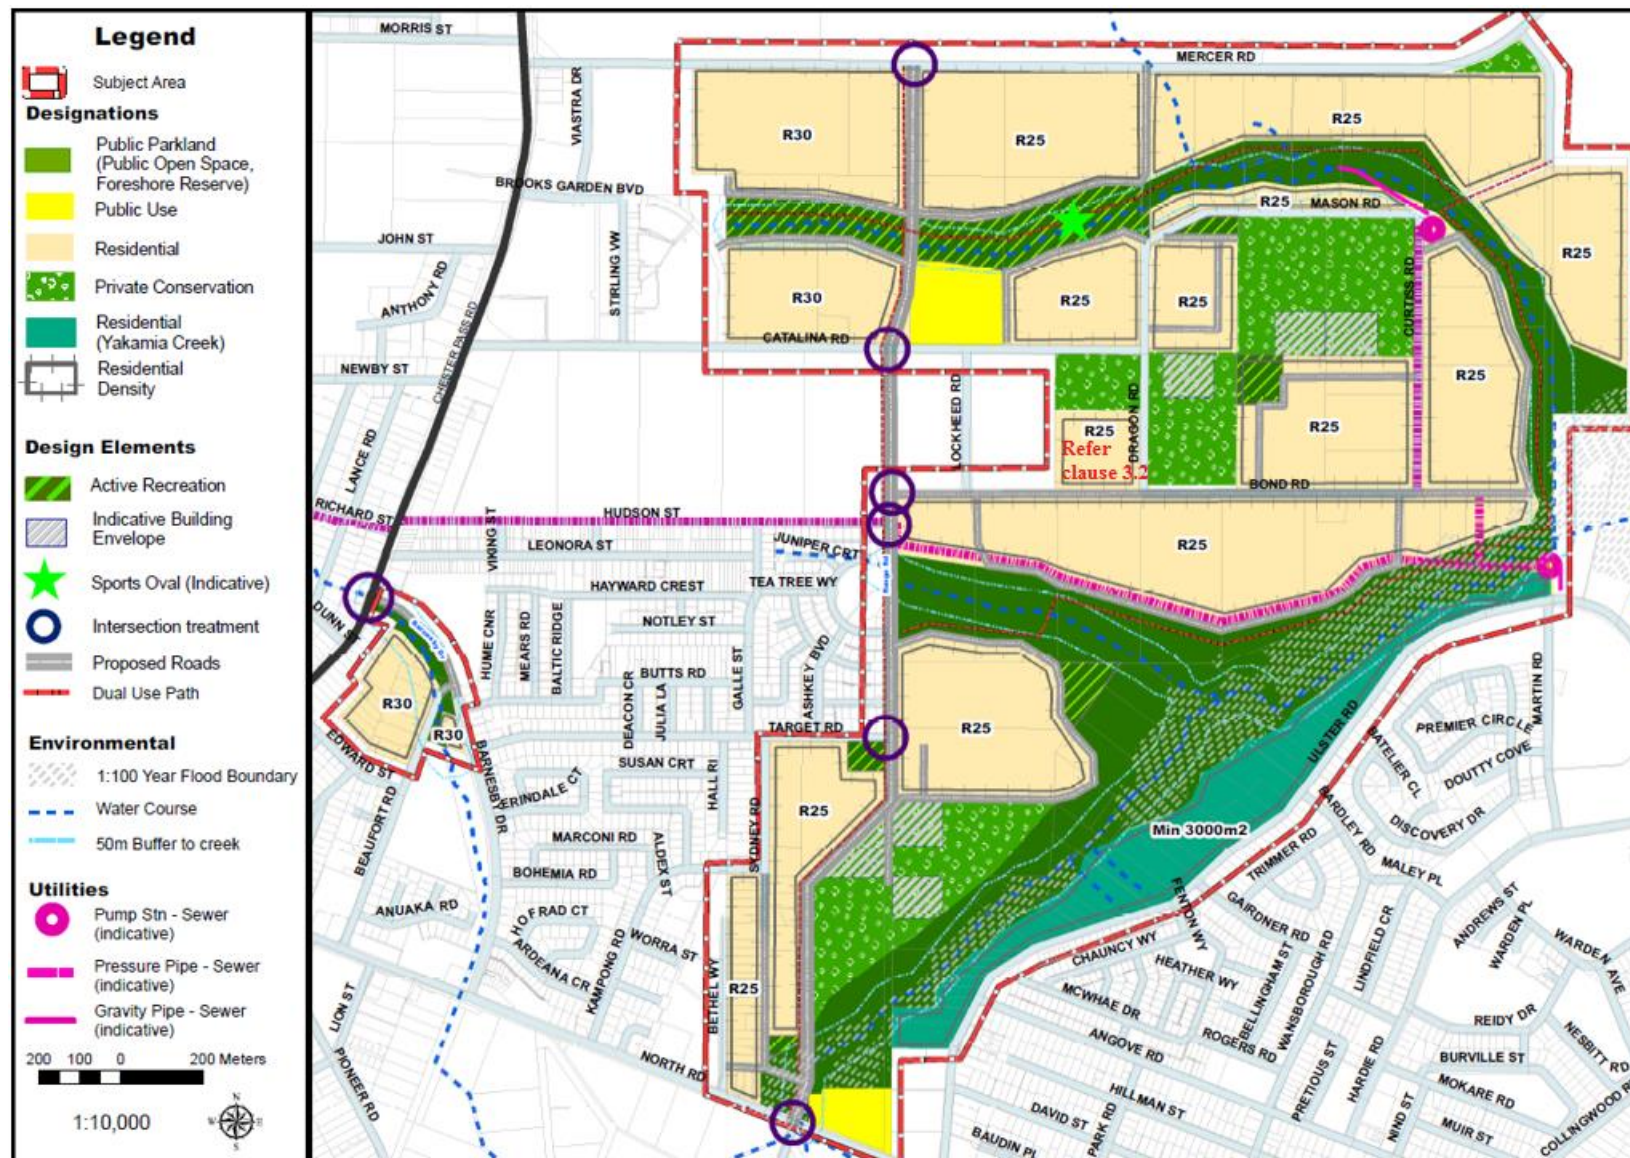 Legend
Subject Area
Designations
Public Parkland
(Public Open Space,
Foreshore Reserve)
Public Use
Residential
Private Conservation
Residential
(Yakamia Creek)
Residential
Density
Design Elements
Active Recreation
Indicative Building
Envelope
Sports Oval (Indicative)
Intersection treatment
Proposed Roads
Dual Use Path
Environmental
1:100 Year Flood Boundary
Water Course
50m Buffer to creek
Utilities
Pump Stn - Sewer
(indicative)
Pressure Pipe - Sewer
(indicative)
Gravity Pipe - Sewer
(indicative)
200 100 0 200 Meters
1:10,000
N
W
E
S
MORRIS ST
MERCER RD
VIASTRA DR
R30
R25
R25
BROOKS GARDEN BVD
R25
MASON RD
JOHN ST
STIRLING VW
ANTHONY RD
CHESTER PASS RD
R30
R25
R25
CURTISS RD
R25
CATALINA RD
NEWBY ST
LOCKHEED RD
DRAGON RD
R25
R25
R25
Refer
clause 3.2
LANCE RD
BOND RD
RICHARD ST
HUDSON ST
VIKING ST
LEONORA ST
JUNIPER CRT
R25
Range Rd
HAYWARD CREST
TEA TREE WY
DUNN ST
Barnesby Dr
HUME CNR
MEARS RD
BALTIC RIDGE
NOTLEY ST
ASHKEY BVD
GALLE ST
BUTTS RD
DEACON CR
JULIA LA
R30
R30
TARGET RD
R25
EDWARD ST
BARNESBY DR
SUSAN CRT
HALL RI
ERINDALE CT
BEAUFORT RD
MARCONI RD
ALDEX ST
SYDNEY RD
R25
BOHEMIA RD
ANUAKA RD
HOFRAD CT
ARDEANA CR
KAMPONG RD
WORRA ST
BETHEL WY
R25
LION ST
PIONEER RD
NORTH RD
ULSTER RD
MARTIN RD
PREMIER CIRCLE
BATELIER CL
DOUTTY COVE
DISCOVERY DR
BARDLEY RD
Min 3000m2
TRIMMER RD
MALEY PL
FENTON WY
GAIRDNER RD
ANDREWS ST
WARDEN PL
WARDEN AVE
LINDFIELD CR
CHAUNCY WY
HEATHER WY
BELLINGHAM ST
WANSBOROUGH RD
MCWHAE DR
ROGERS RD
REIDY DR
NESBITT RD
ANGOVE RD
BURVILLE ST
PRETIOUS ST
HARDIE RD
HILLMAN ST
MOKARE RD
DAVID ST
PARK RD
NIND ST
MUIR ST
COLLINGWOOD R
BAUDIN PL